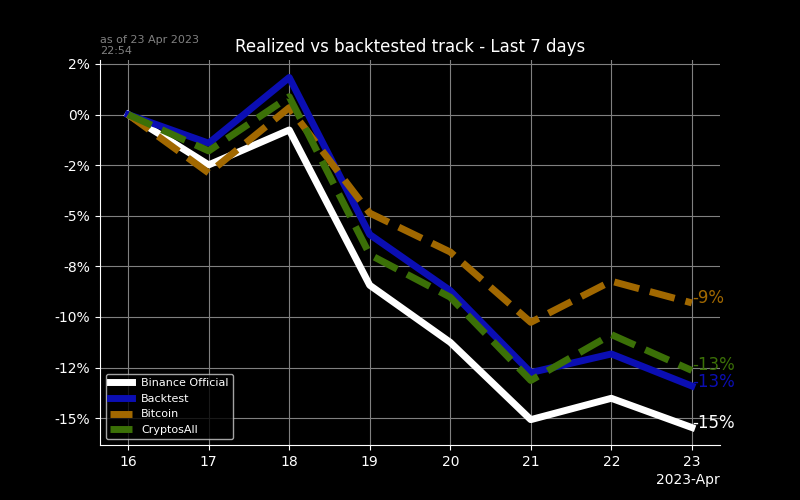 as of 23 Apr 2023
22:54
Realized vs backtested track - Last 7 days
2%
0%
-2%
-5%
-8%
-10%
-12%
-15%
-9%
-13%
-13%
-15%
Binance Official
Backtest
Bitcoin
CryptosAll
16 17 18 19 20 21 22 23
2023-Apr